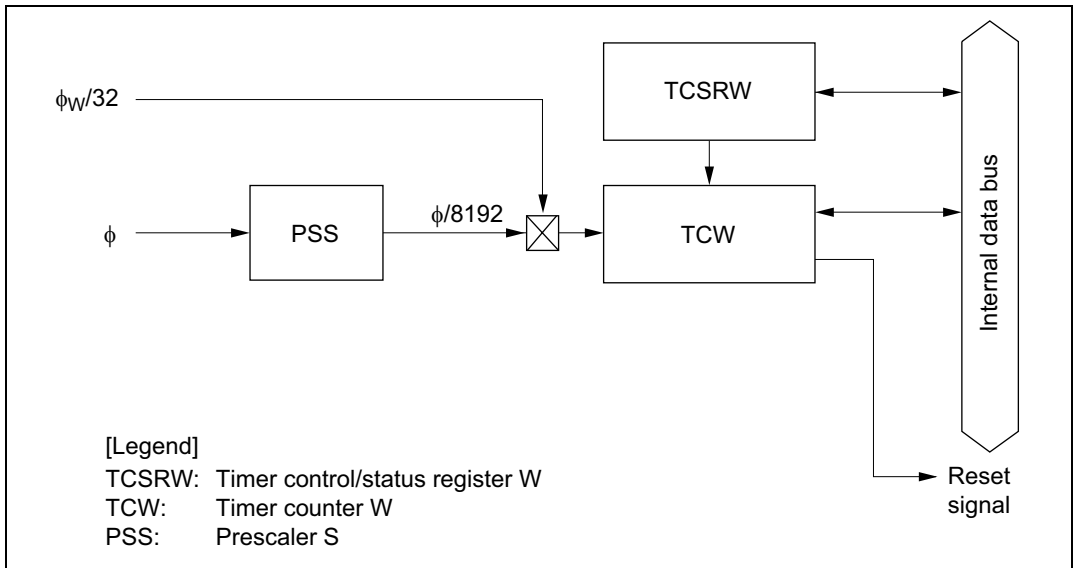 TCSRW
ϕW/32
ϕ/8192
ϕ
PSS
TCW
Internal data bus
[Legend]
TCSRW: Timer control/status register W
TCW: Timer counter W
PSS: Prescaler S
Reset
signal